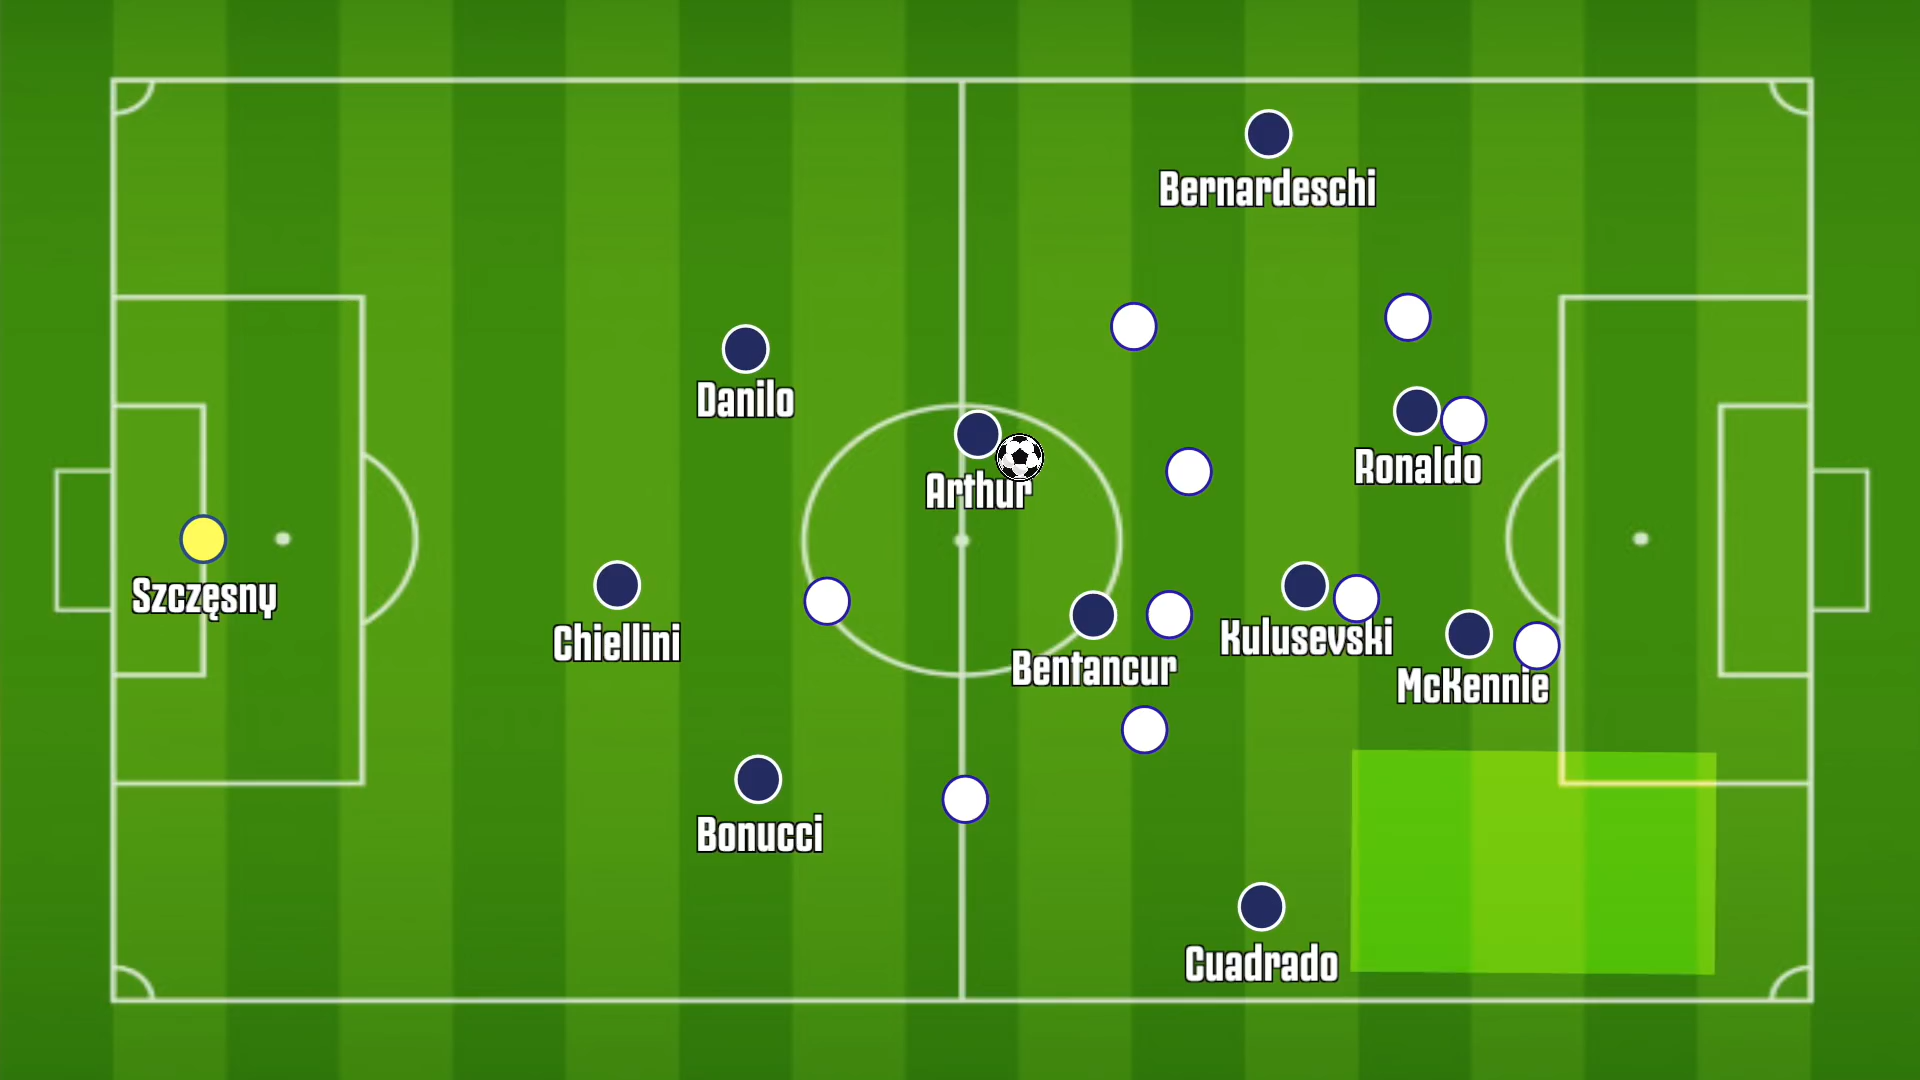 Bernardeschi
Danilo
Ronaldo
Arthur
Szczęsny
Chiellini
Kulusevski
Bentancur
McKennie
Bonucci
Cuadrado